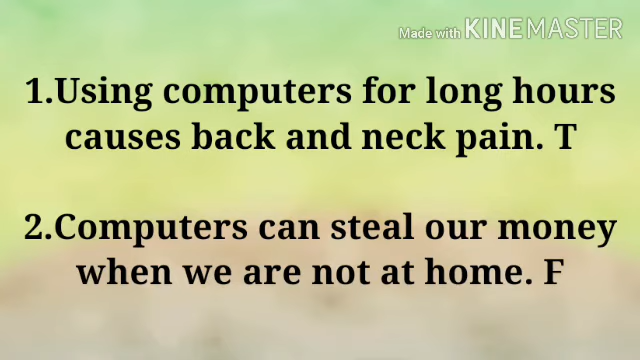 Made with KINEMASTER
1.Using computers for long hours
causes back and neck pain. T
2.Computers can steal our money
when we are not at home. F